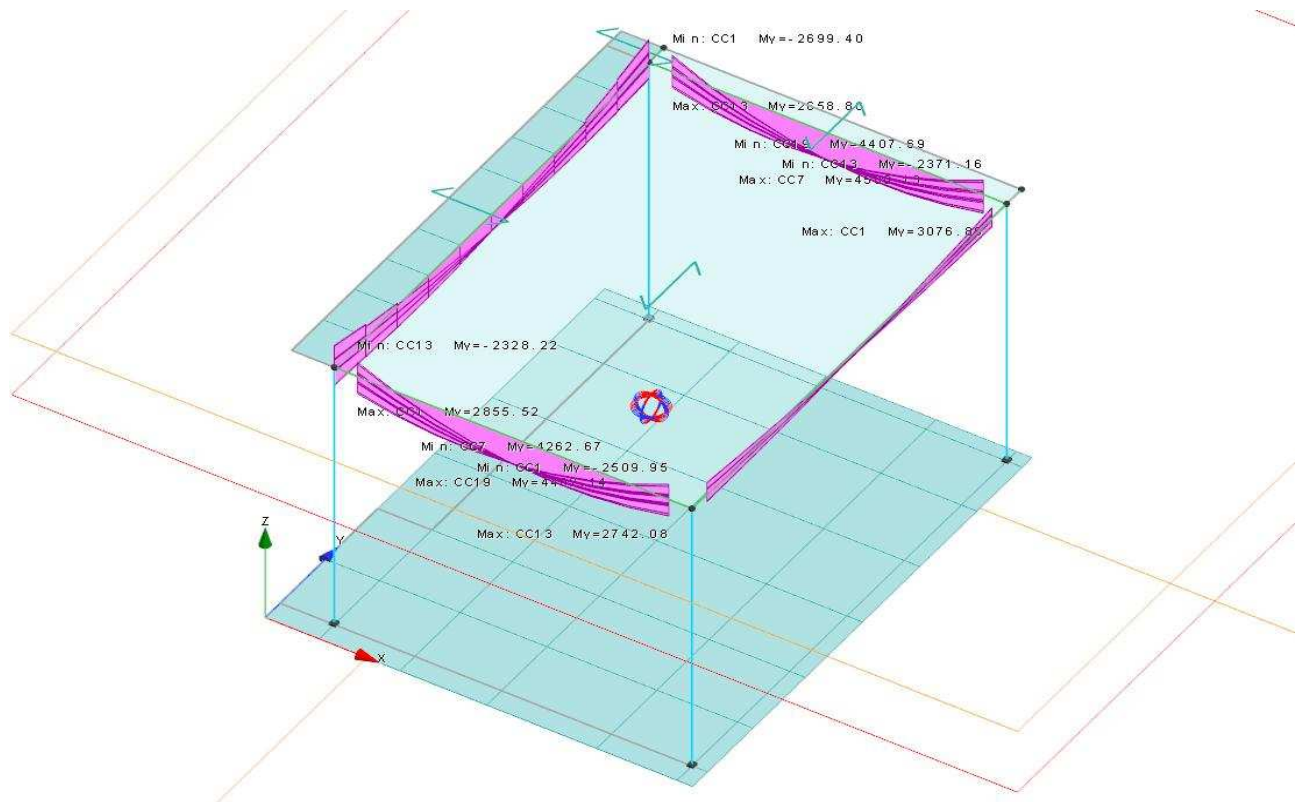 Min: CC1 My=-2699.40
Max: CC13 My=2658.8
Min: CC19 My=4407.69
Min: CC13 My=-2371.16
Max: CC7
Max: CC1 My=3076.8
Min: CC13 My=-2328.22
Max: CC1 My=2855.52
Min: CC7 My=4262.67
Min: CC1 My=-2509.95
Max: CC19
Max: CC13 My=2742.08
Z
Y
X